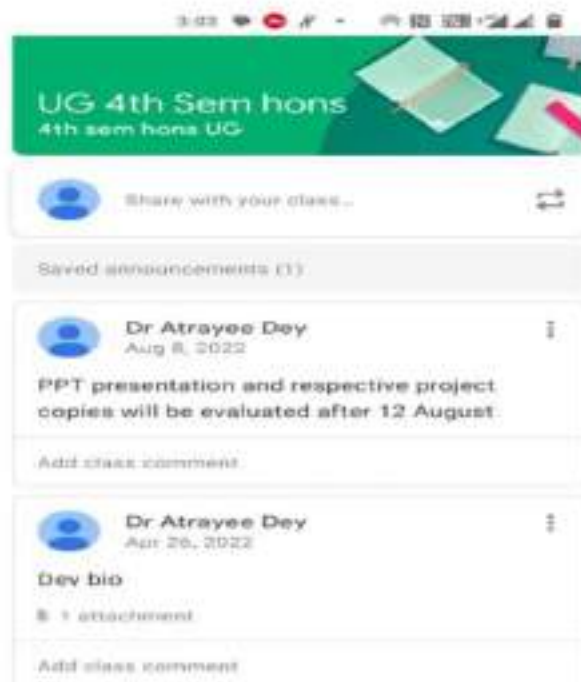 3:03
UG 4th Sem hons
4th sem hons UG
Share with your class...
Saved announcements (1)
Dr Atrayee Dey
Aug 8, 2022
PPT presentation and respective project
copies will be evaluated after 12 August
Add class comment
Dr Atrayee Dey
Apr 26, 2022
Dev bio
1 attachment
Add class comment